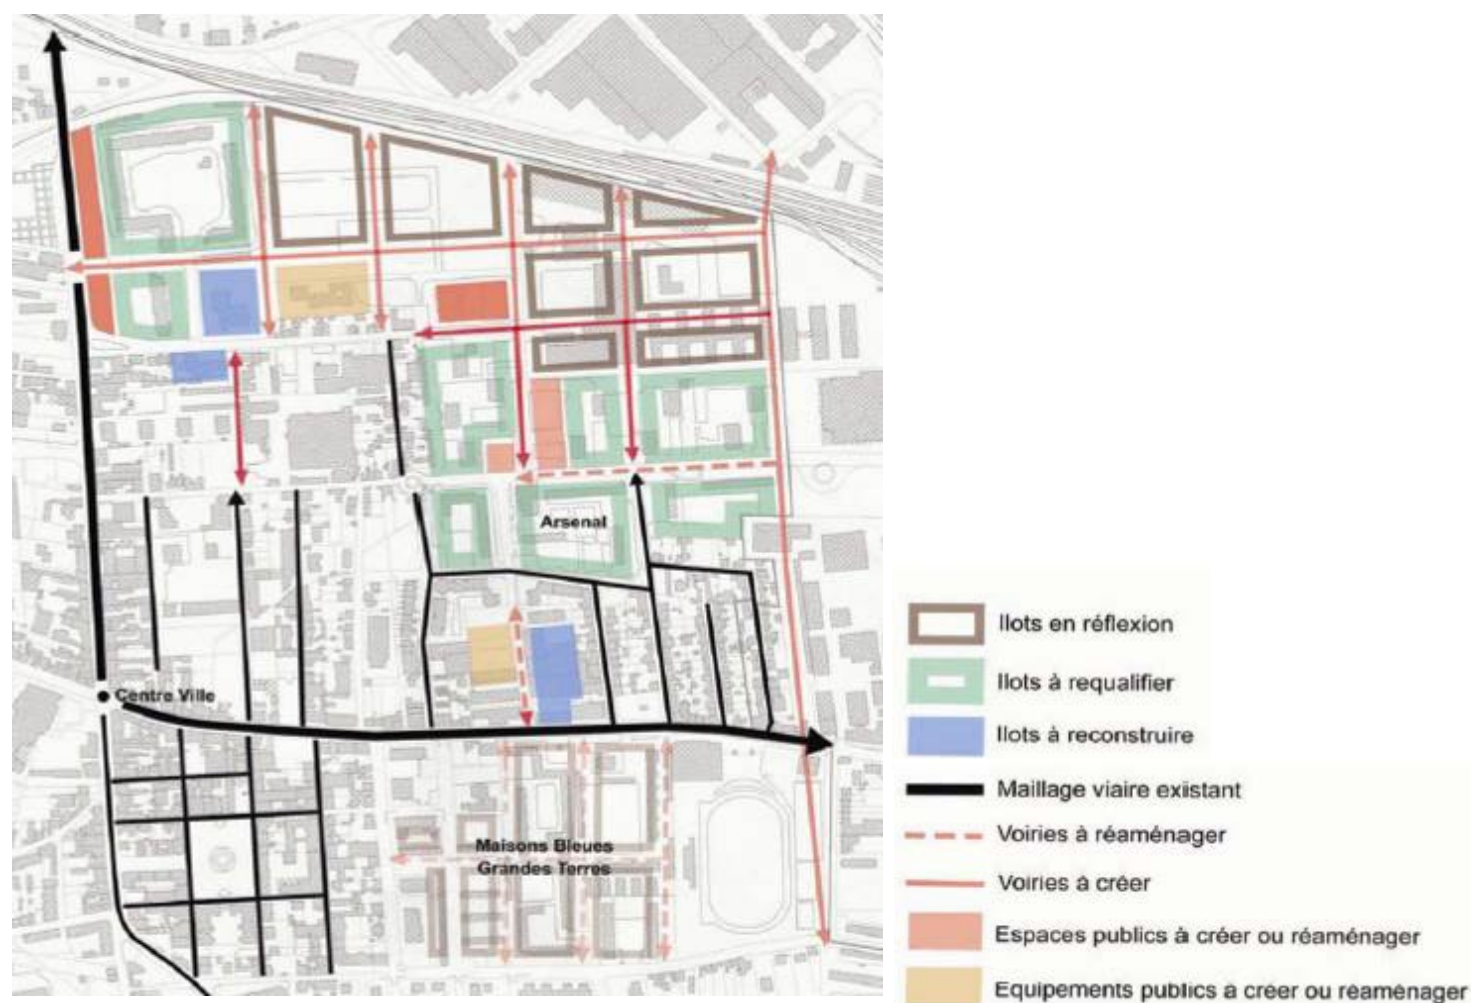 Arsenal
Centre Ville
Maisons Bleues
Grandes Terres
Ilots en réflexion
Ilots à requalifier
Ilots à reconstruire
Maillage viaire existant
Voiries à réaménager
Voiries à créer
Espaces publics à créer ou réaménager
Equipements publics à créer ou réaménager